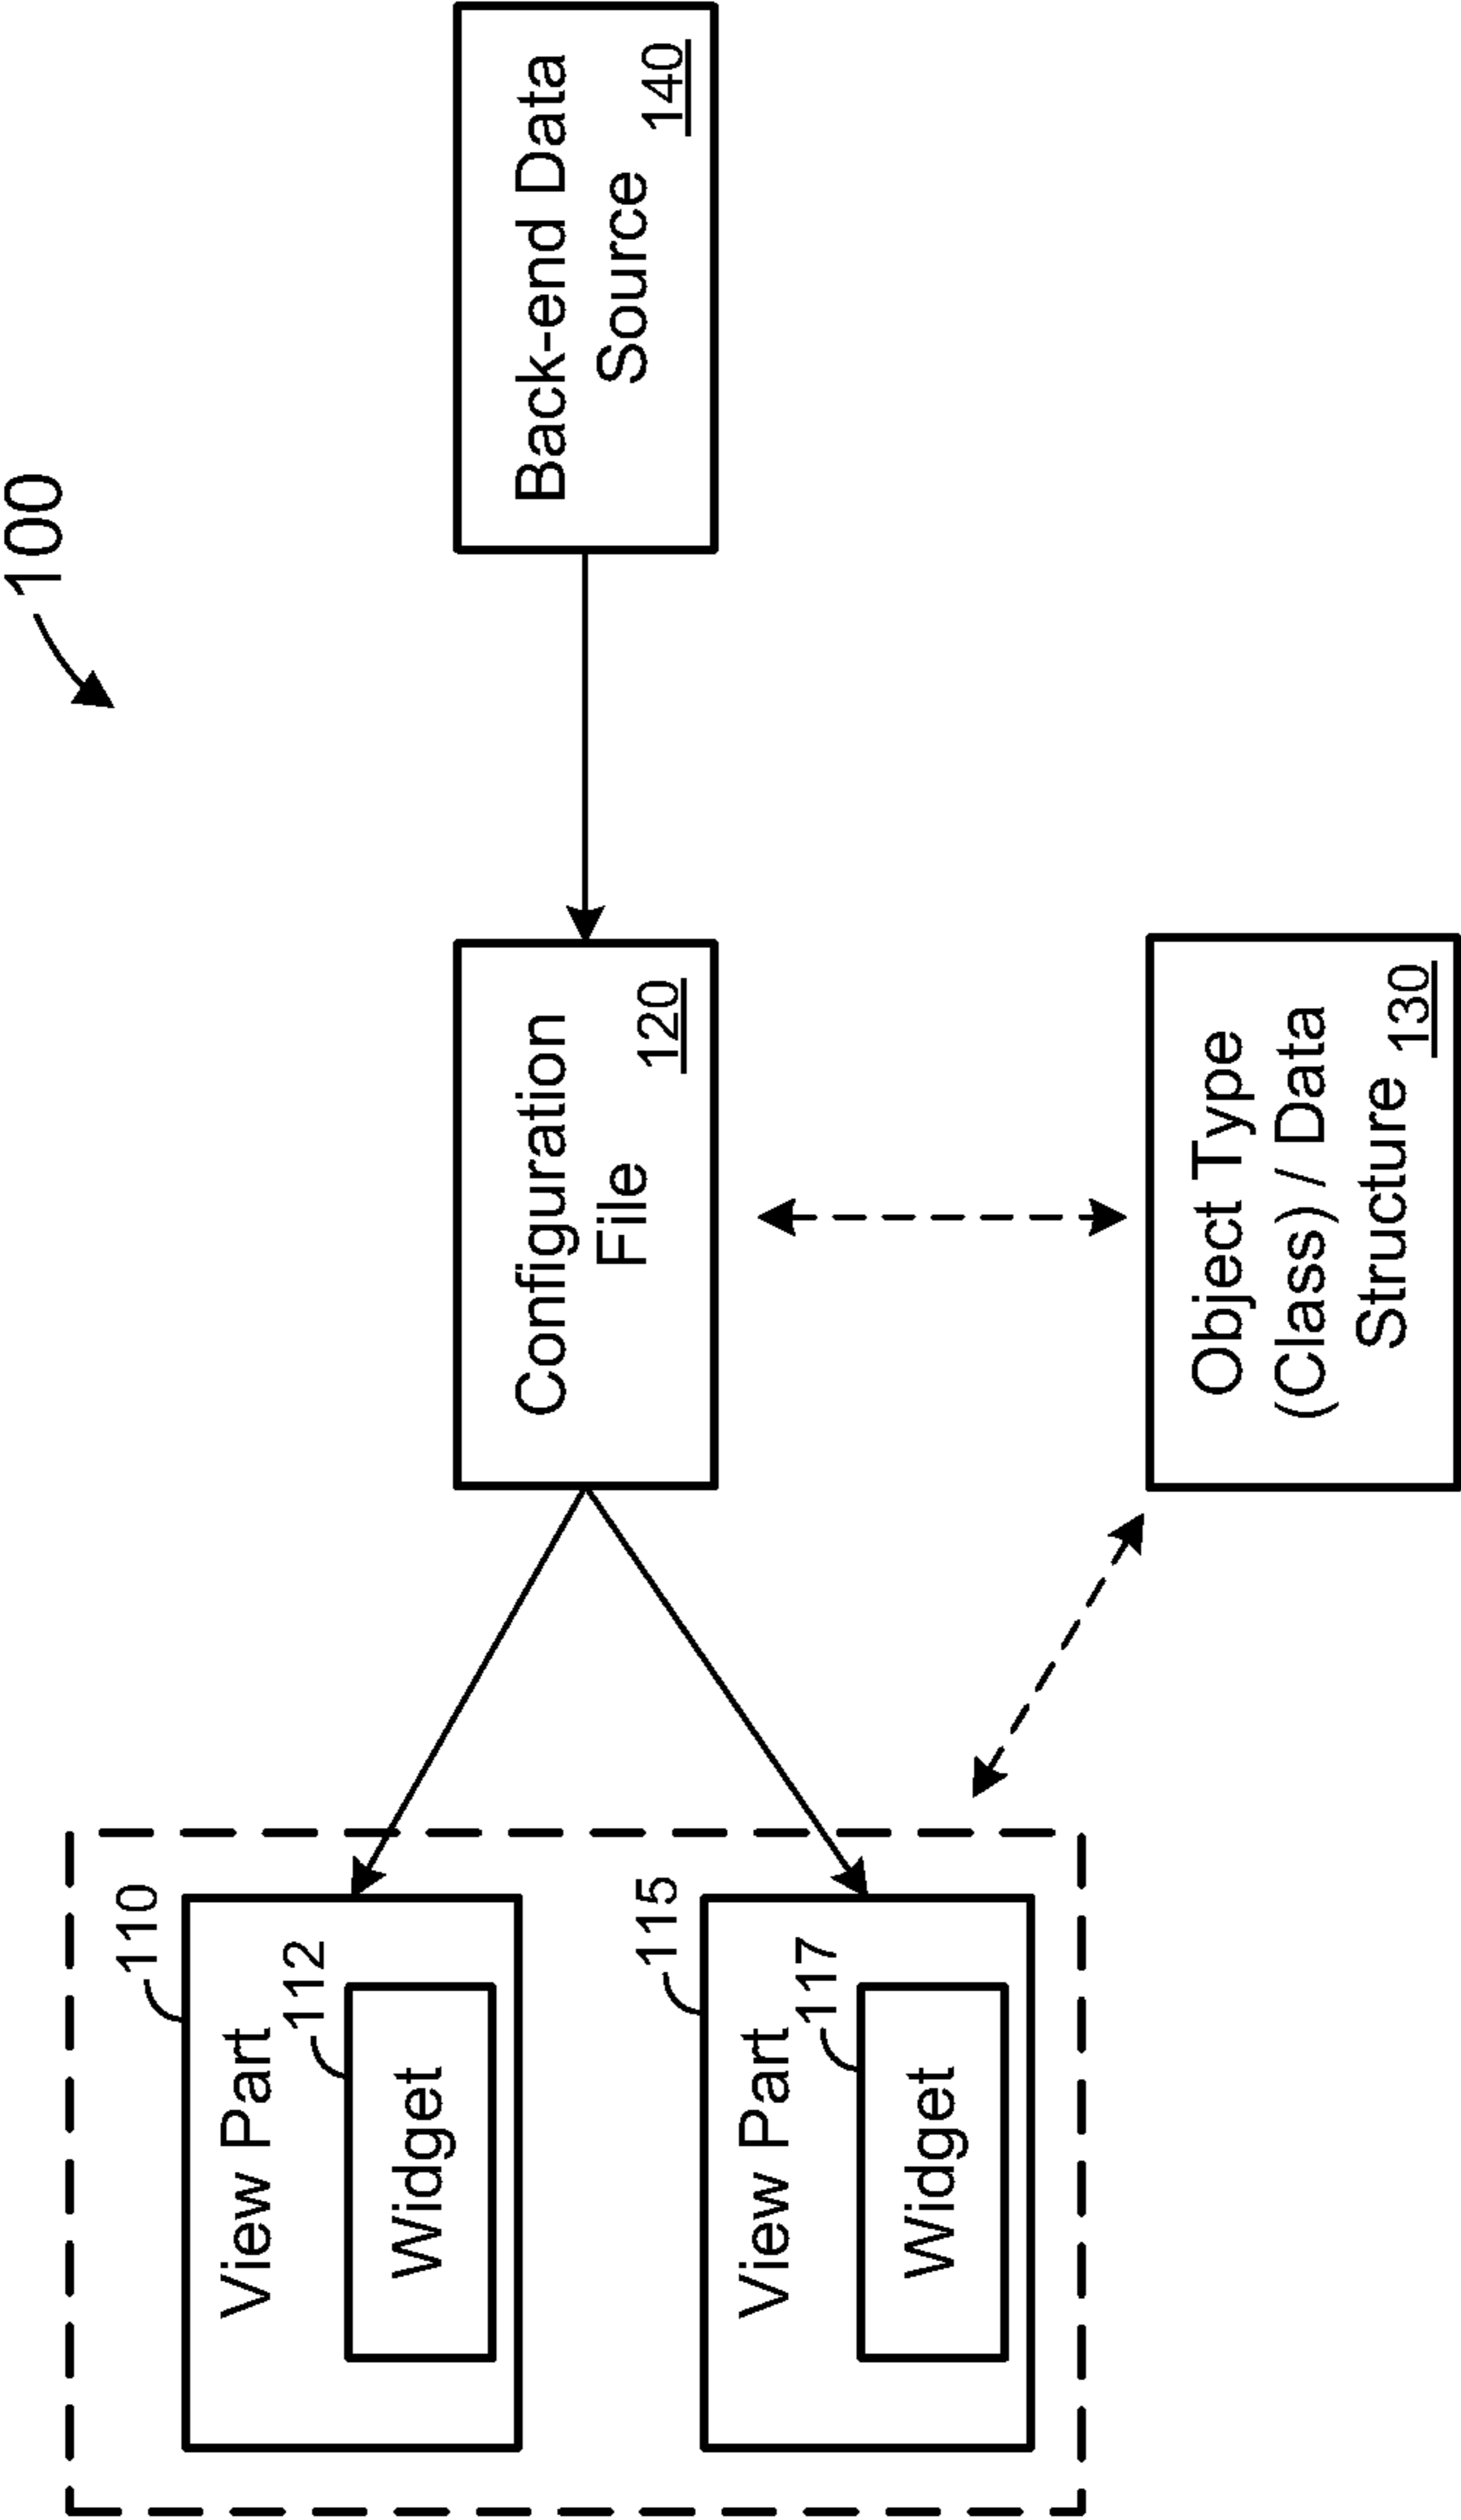 100
110
View Part
112
Widget
115
View Part
117
Widget
Configuration
File
120
Back-end Data
Source
140
Object Type
(Class) / Data
Structure
130